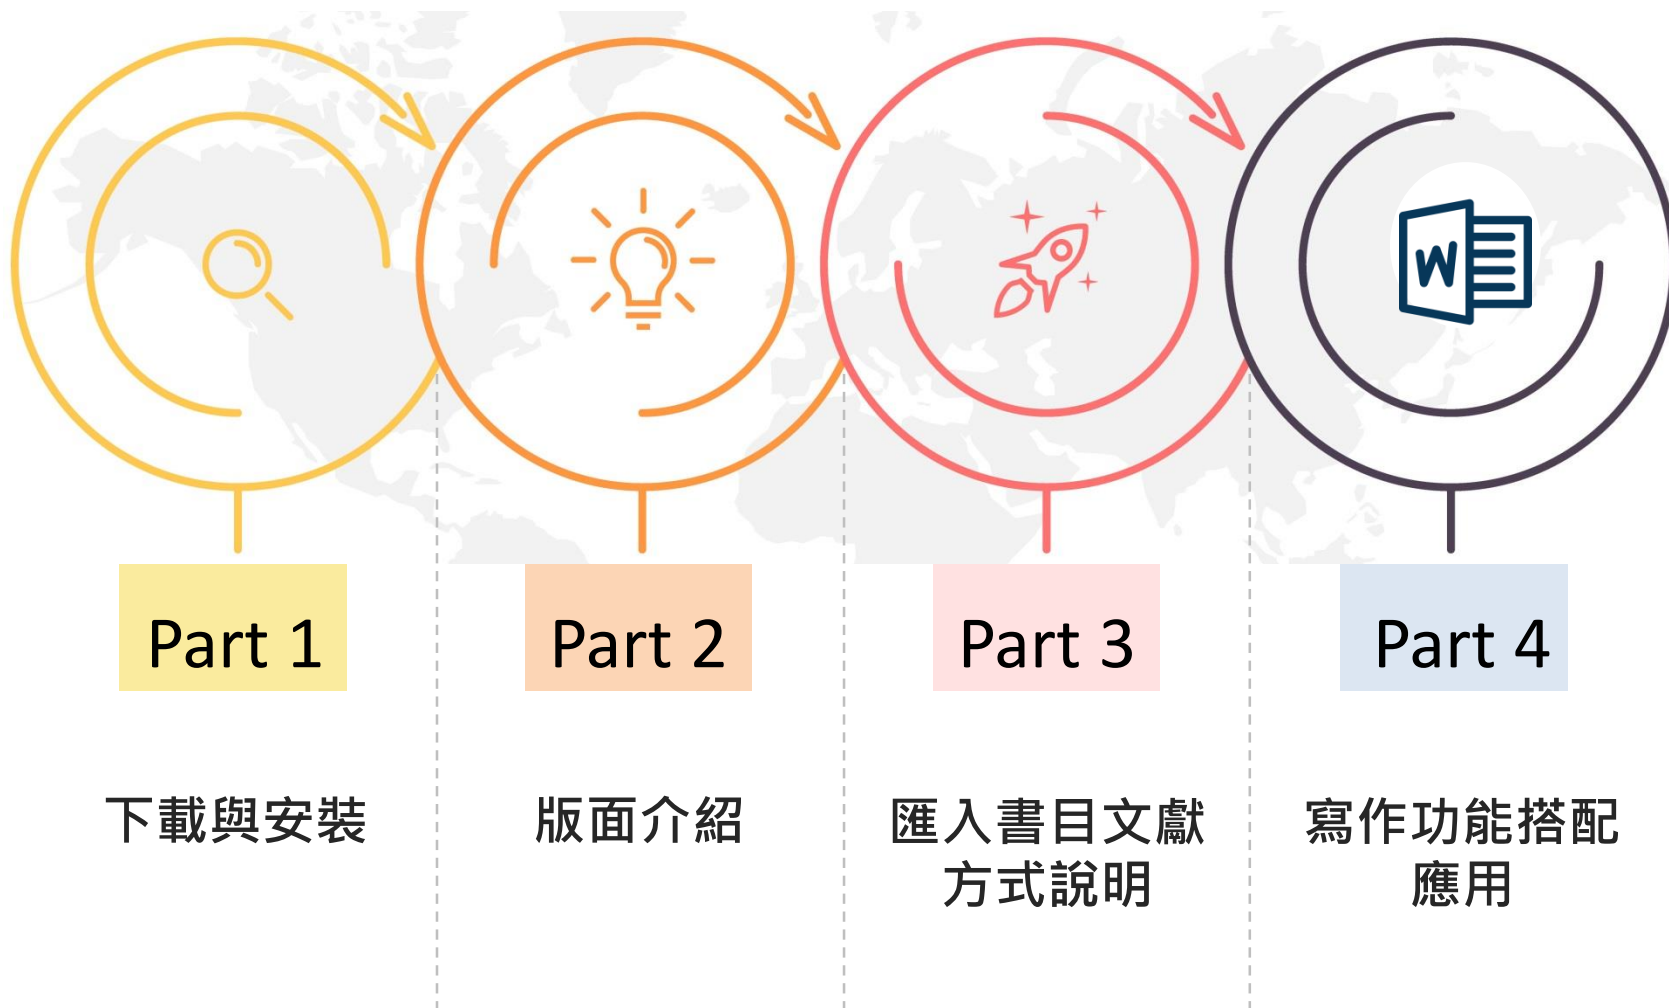 W
Part 1
下載與安裝
Part 2
版面介紹
Part 3
匯入書目文獻
方式說明
Part 4
寫作功能搭配
應用